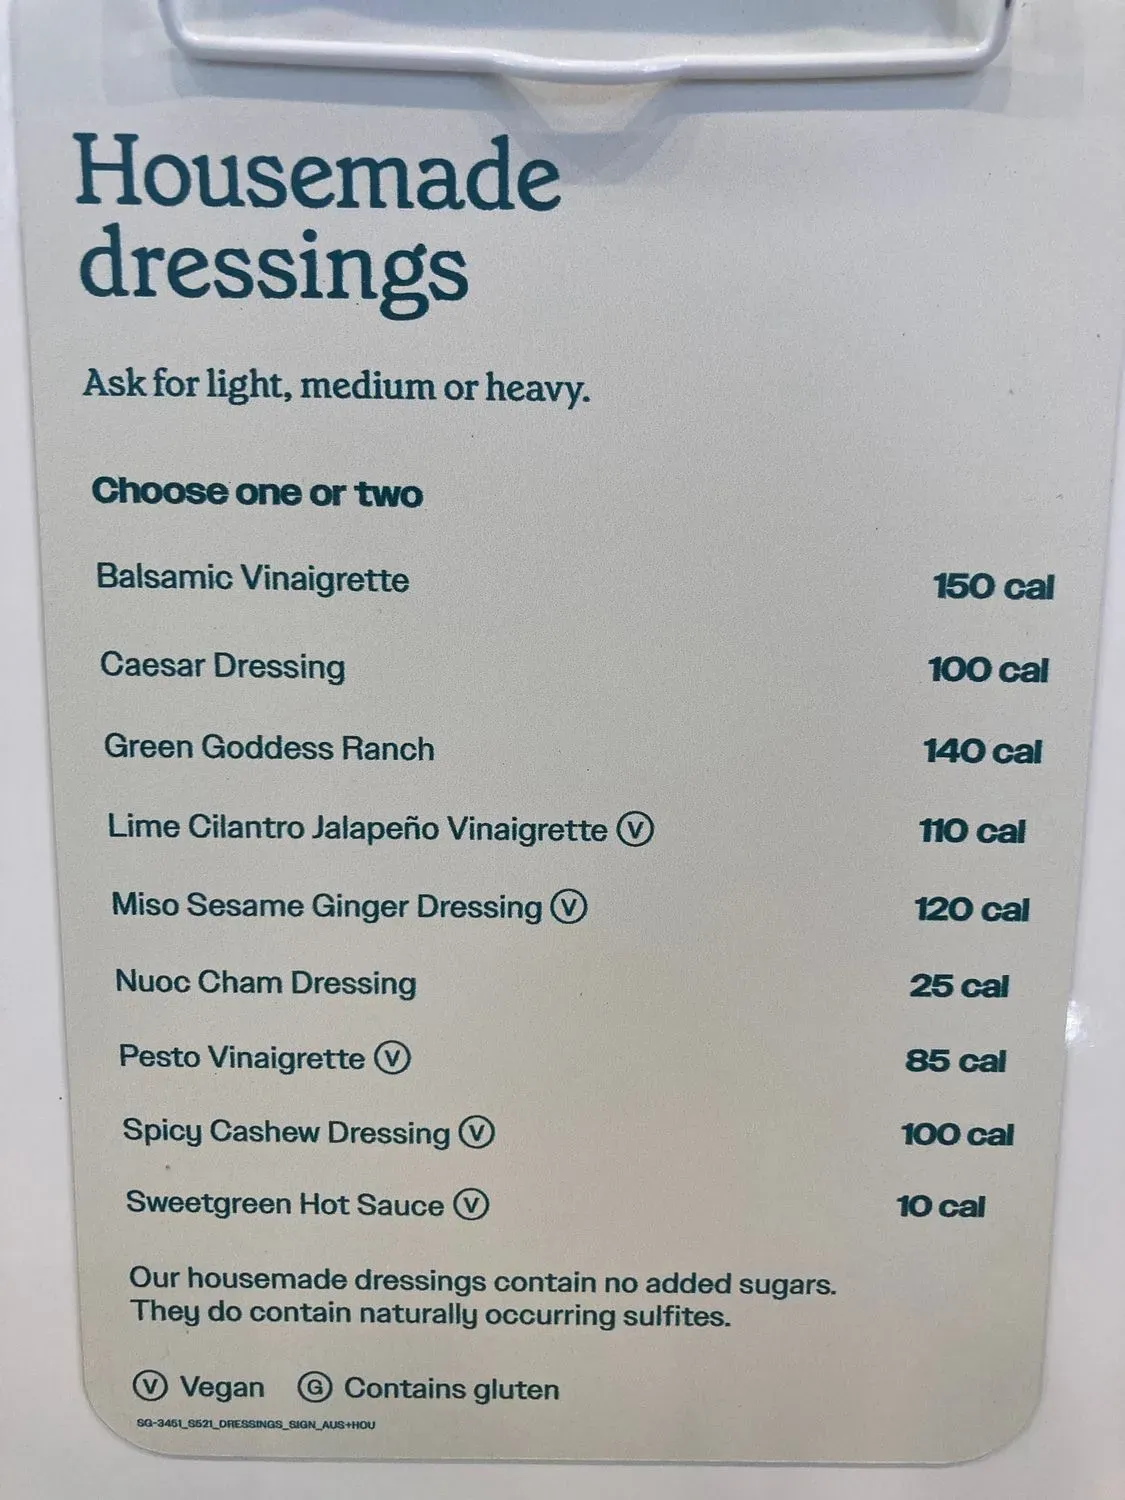 Housemade
dressings
Ask for light, medium or heavy.
Choose one or two
Balsamic Vinaigrette 150 cal
Caesar Dressing 100 cal
Green Goddess Ranch 140 cal
Lime Cilantro Jalapeño Vinaigrette Ⓥ 110 cal
Miso Sesame Ginger Dressing Ⓥ 120 cal
Nuoc Cham Dressing 25 cal
Pesto Vinaigrette Ⓥ 85 cal
Spicy Cashew Dressing Ⓥ 100 cal
Sweetgreen Hot Sauce Ⓥ 10 cal
Our housemade dressings contain no added sugars.
They do contain naturally occurring sulfites.
Ⓥ Vegan Ⓖ Contains gluten
SG-3451_S521_DRESSINGS_SIGN_AUS+HOU